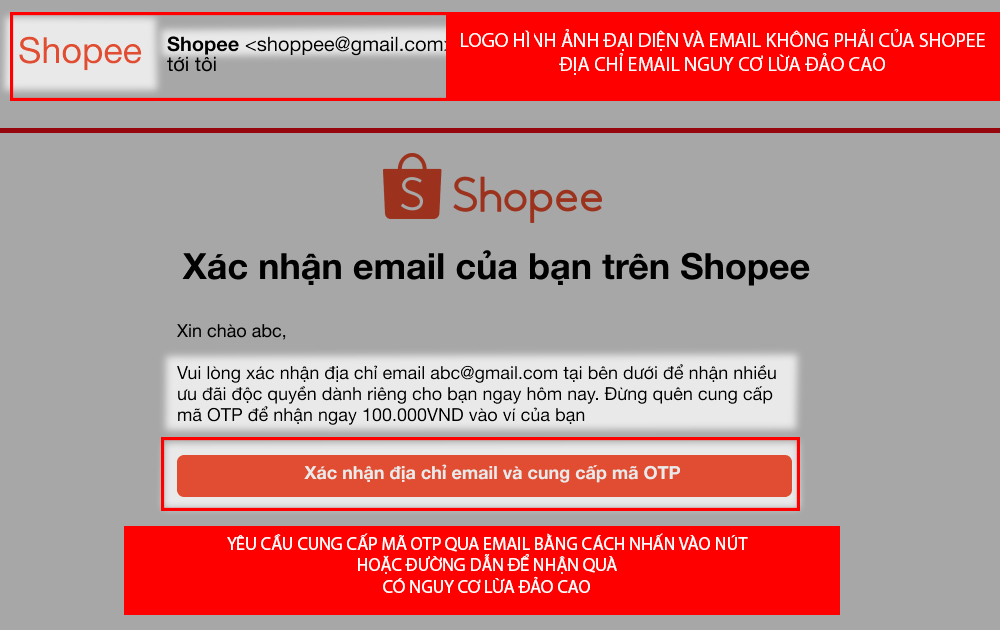 Shopee
Shopee <shoppee@gmail.com>
tới tôi
LOGO HÌNH ẢNH ĐẠI DIỆN VÀ EMAIL KHÔNG PHẢI CỦA SHOPEE
ĐỊA CHỈ EMAIL NGUY CƠ LỪA ĐẢO CAO
S Shopee
Xác nhận email của bạn trên Shopee
Xin chào abc,
Vui lòng xác nhận địa chỉ email abc@gmail.com tại bên dưới để nhận nhiều
ưu đãi độc quyền dành riêng cho bạn ngay hôm nay. Đừng quên cung cấp
mã OTP để nhận ngay 100.000VND vào ví của bạn
Xác nhận địa chỉ email và cung cấp mã OTP
YÊU CẦU CUNG CẤP MÃ OTP QUA EMAIL BẰNG CÁCH NHẤN VÀO NÚT
HOẶC ĐƯỜNG DẪN ĐỂ NHẬN QUÀ
CÓ NGUY CƠ LỪA ĐẢO CAO